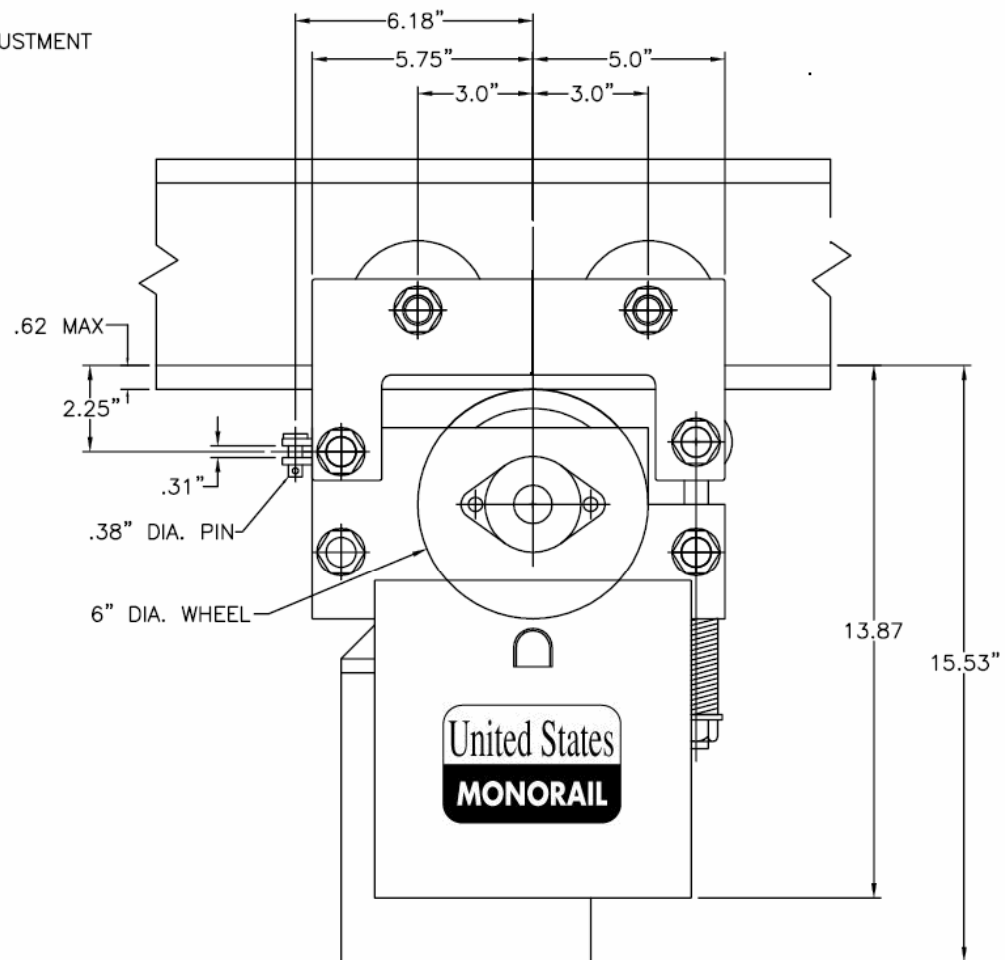 6.18”
USTMENT
5.75” 5.0”
3.0” 3.0”
.62 MAX
2.25”
.31”
.38” DIA. PIN
6” DIA. WHEEL
13.87
15.53”
United States
MONORAIL